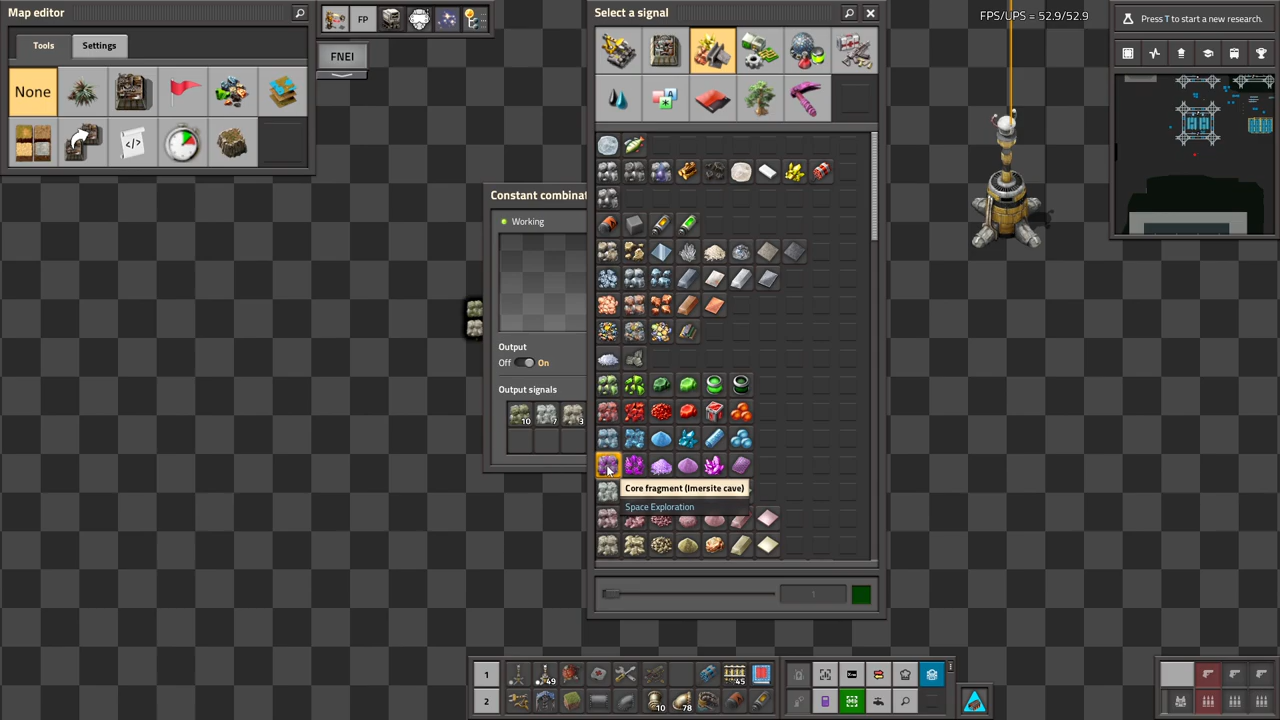 Map editor
Tools
Settings
None
FP
FNEI
Select a signal
FPS/UPS = 52.9/52.9
Press T to start a new research.
Constant combinat
Working
Output
Off
On
Output signals
10
7
3
Core fragment (Imersite cave)
Space Exploration
1
1
49
45
2
10
78